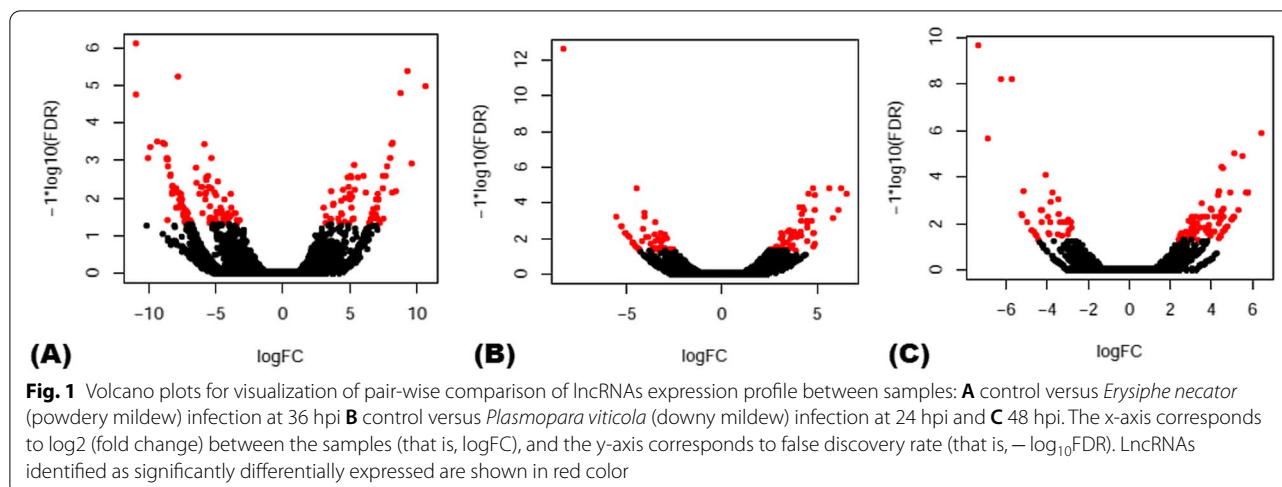 6
5
4
3
2
1
0
-1*log10(FDR)
-10 -5 0 5 10
logFC
(A)
12
10
8
6
4
2
0
-1*log10(FDR)
-5 0 5
logFC
(B)
10
8
6
4
2
0
-1*log10(FDR)
-6 -4 -2 0 2 4 6
logFC
(C)
Fig. 1 Volcano plots for visualization of pair-wise comparison of lncRNAs expression profile between samples: A control versus Erysiphe necator
(powdery mildew) infection at 36 hpi B control versus Plasmopara viticola (downy mildew) infection at 24 hpi and C 48 hpi. The x-axis corresponds
to log2 (fold change) between the samples (that is, logFC), and the y-axis corresponds to false discovery rate (that is, − log₁₀FDR). LncRNAs
identified as significantly differentially expressed are shown in red color